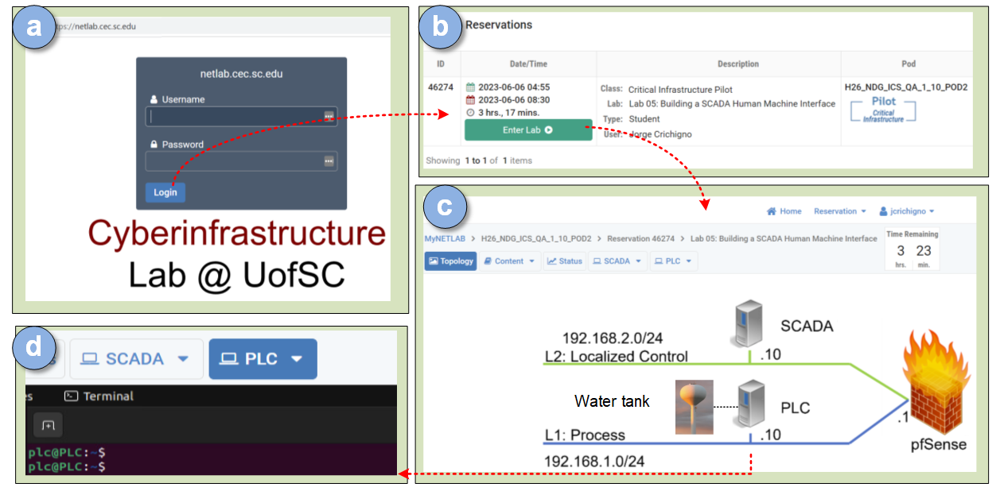 a
tps://netlab.cec.sc.edu
netlab.cec.sc.edu
Username
Password
Login
Cyberinfrastructure
Lab @ UofSC
b
Reservations
ID Date/Time Description Pod
46274 2023-06-06 04:55 Class: Critical Infrastructure Pilot H26_NDG_ICS_QA_1_10_POD2
2023-06-06 08:30 Lab: Lab 05: Building a SCADA Human Machine Interface Pilot
3 hrs., 17 mins. Type: Student Critical
Enter Lab User: Jorge Crichigno Infrastructure
Showing 1 to 1 of 1 items
c
Home Reservation jcrichigno
MyNETLAB > H26_NDG_ICS_QA_1_10_POD2 > Reservation 46274 > Lab 05: Building a SCADA Human Machine Interface
Time Remaining
3 23
hrs. min.
Topology Content Status SCADA PLC
192.168.2.0/24
L2: Localized Control
SCADA
.10
Water tank
PLC
.10
L1: Process
192.168.1.0/24
.1
pfSense
d
s SCADA PLC
es Terminal
plc@PLC:~$
plc@PLC:~$